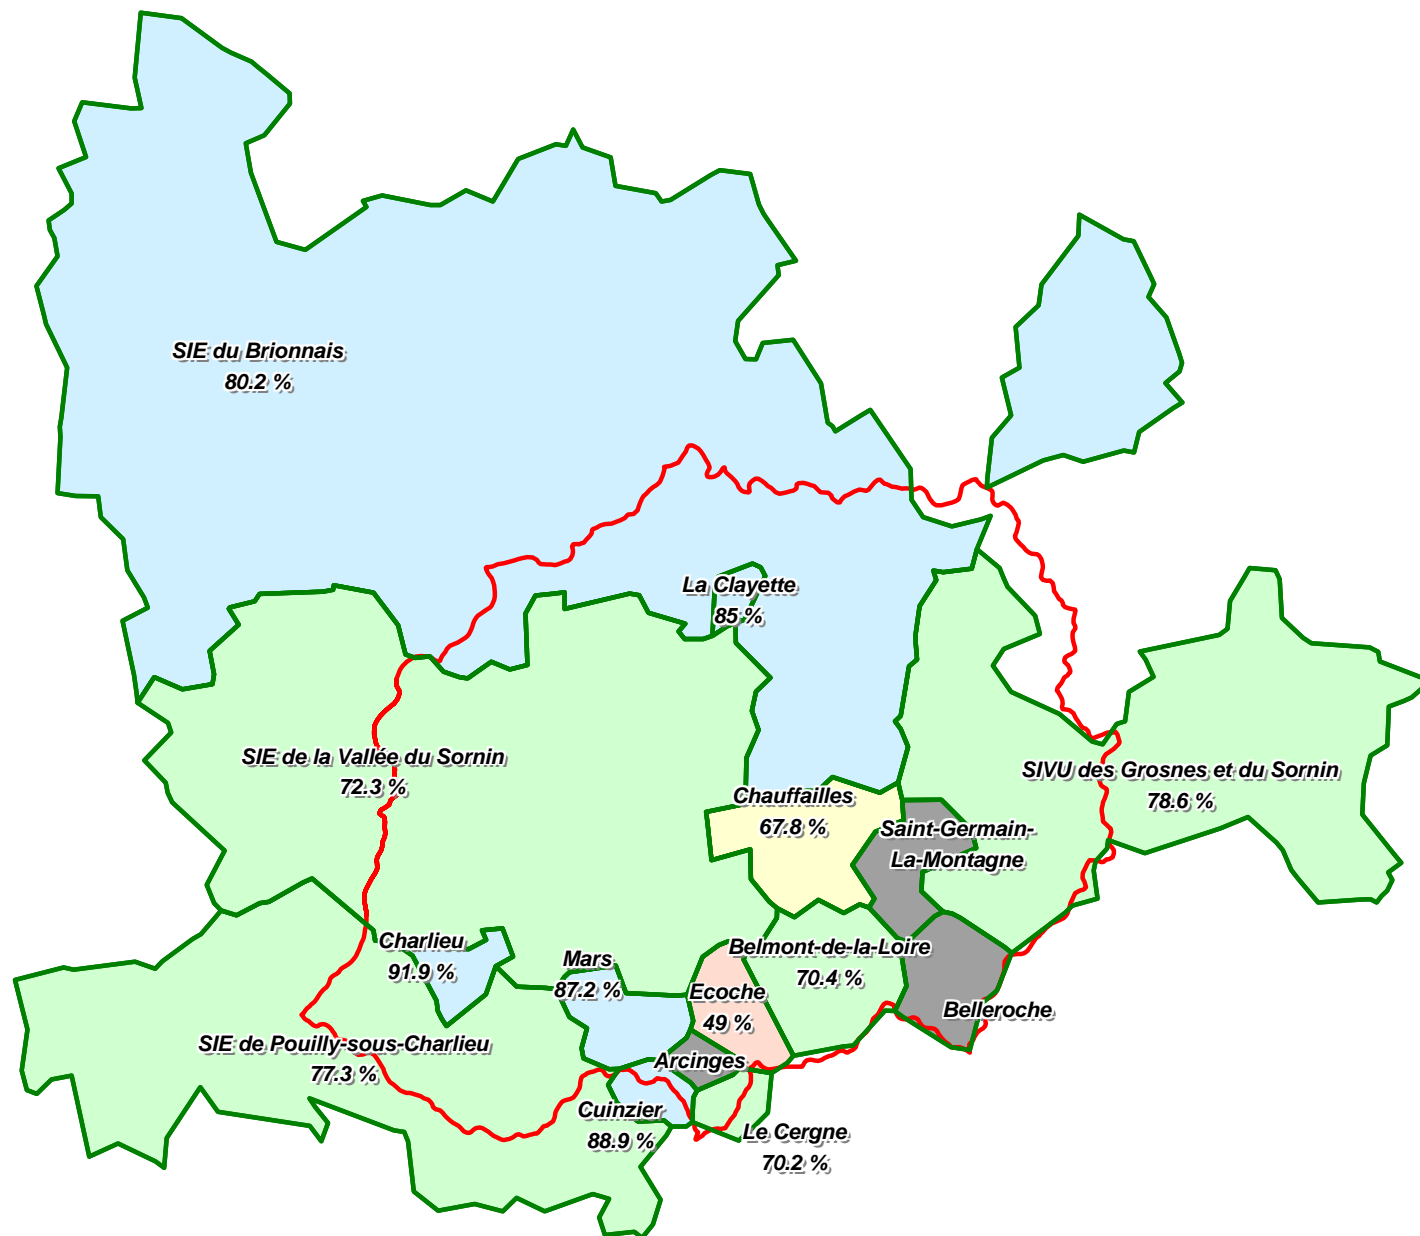 SIE du Brionnais
80.2 %
La Clayette
85 %
SIE de la Vallée du Sornin
72.3 %
SIVU des Grosnes et du Sornin
78.6 %
Chauffailles
67.8 %
Saint-Germain-
La-Montagne
Charlieu
91.9 %
Mars
87.2 %
Belmont-de-la-Loire
70.4 %
Ecoche
49 %
Belleroche
SIE de Pouilly-sous-Charlieu
77.3 %
Arcinges
Cuinzier
88.9 %
Le Cergne
70.2 %